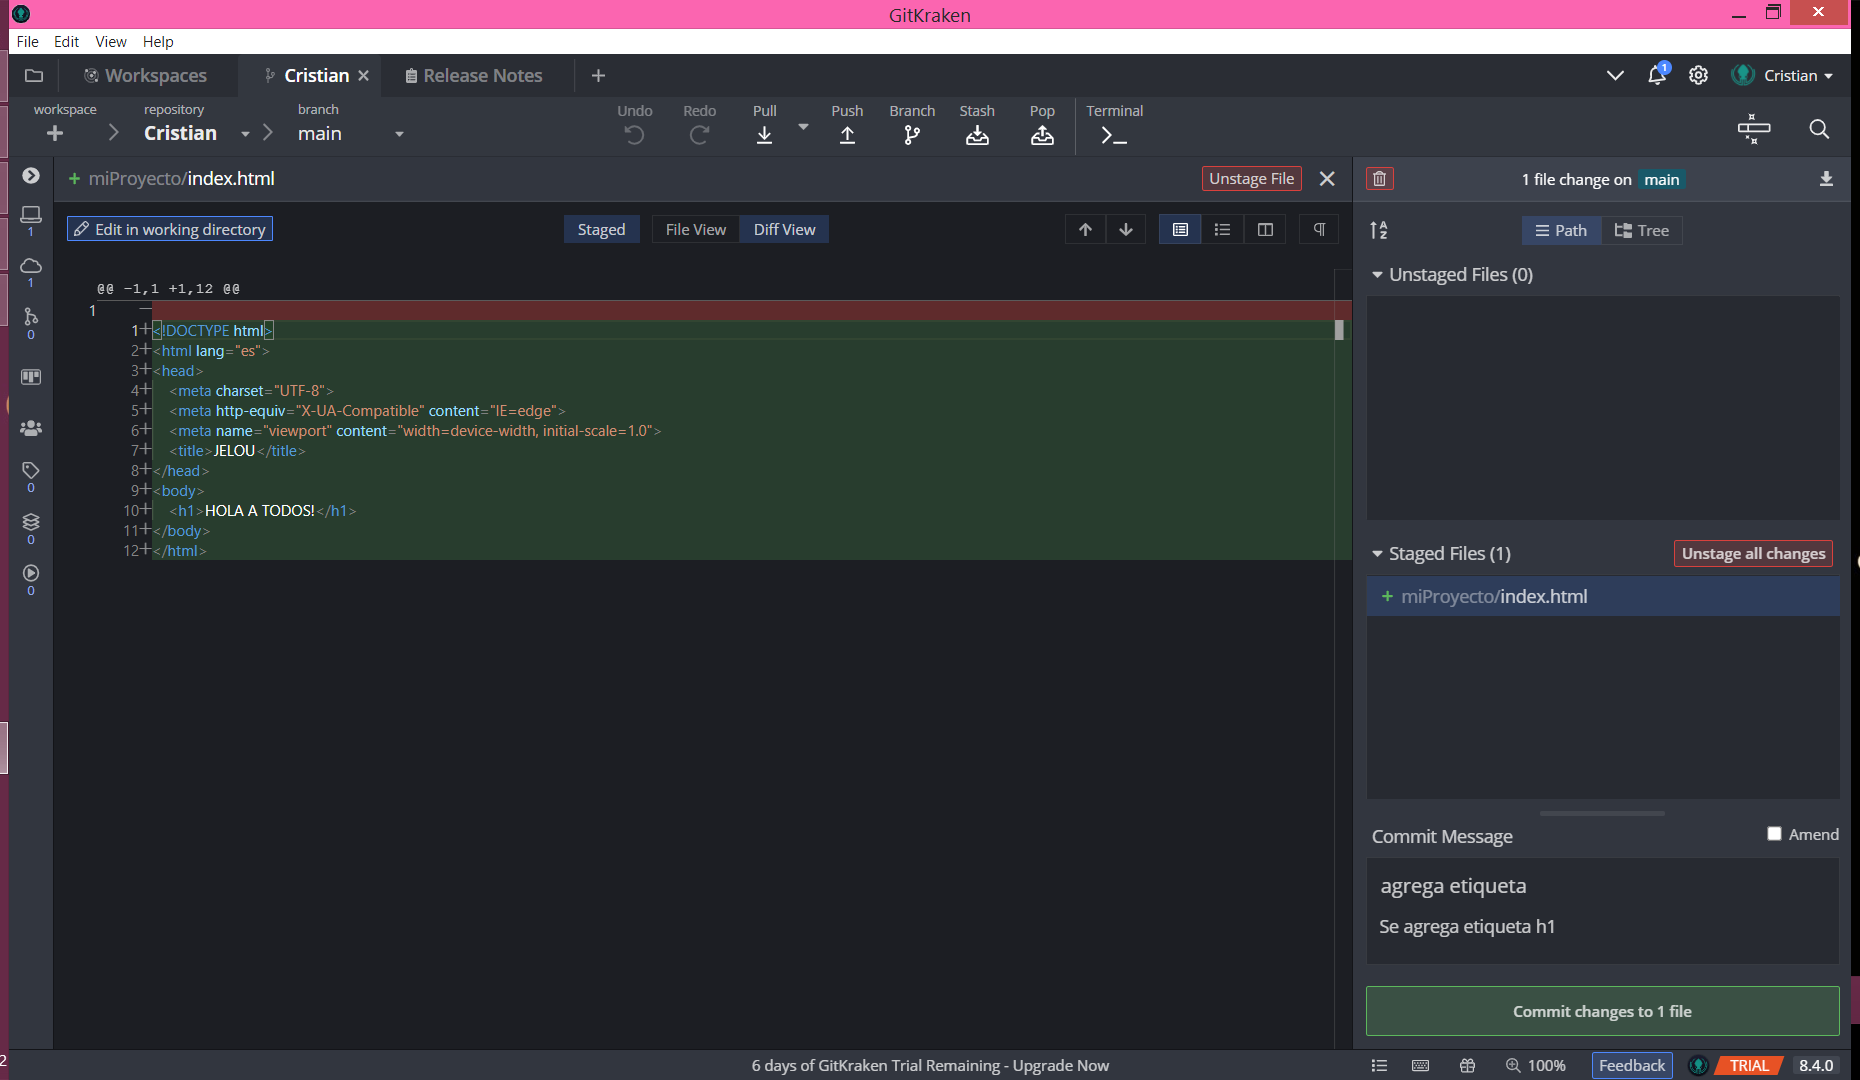 GitKraken
File Edit View Help
Workspaces Cristian Release Notes
1 Cristian
workspace repository branch
Cristian main
Undo Redo Pull Push Branch Stash Pop Terminal
miProyecto/index.html
Unstage File
Edit in working directory
Staged File View Diff View
@@ -1,1 +1,12 @@
1 —
1+<!DOCTYPE html>
2+<html lang="es">
3+<head>
4+ <meta charset="UTF-8">
5+ <meta http-equiv="X-UA-Compatible" content="IE=edge">
6+ <meta name="viewport" content="width=device-width, initial-scale=1.0">
7+ <title>JELOU</title>
8+</head>
9+<body>
10+ <h1>HOLA A TODOS!</h1>
11+</body>
12+</html>
1
1
0
0
0
0
1 file change on main
Path Tree
Unstaged Files (0)
Staged Files (1) Unstage all changes
miProyecto/index.html
Commit Message Amend
agrega etiqueta
Se agrega etiqueta h1
Commit changes to 1 file
2
6 days of GitKraken Trial Remaining - Upgrade Now
100% Feedback TRIAL 8.4.0